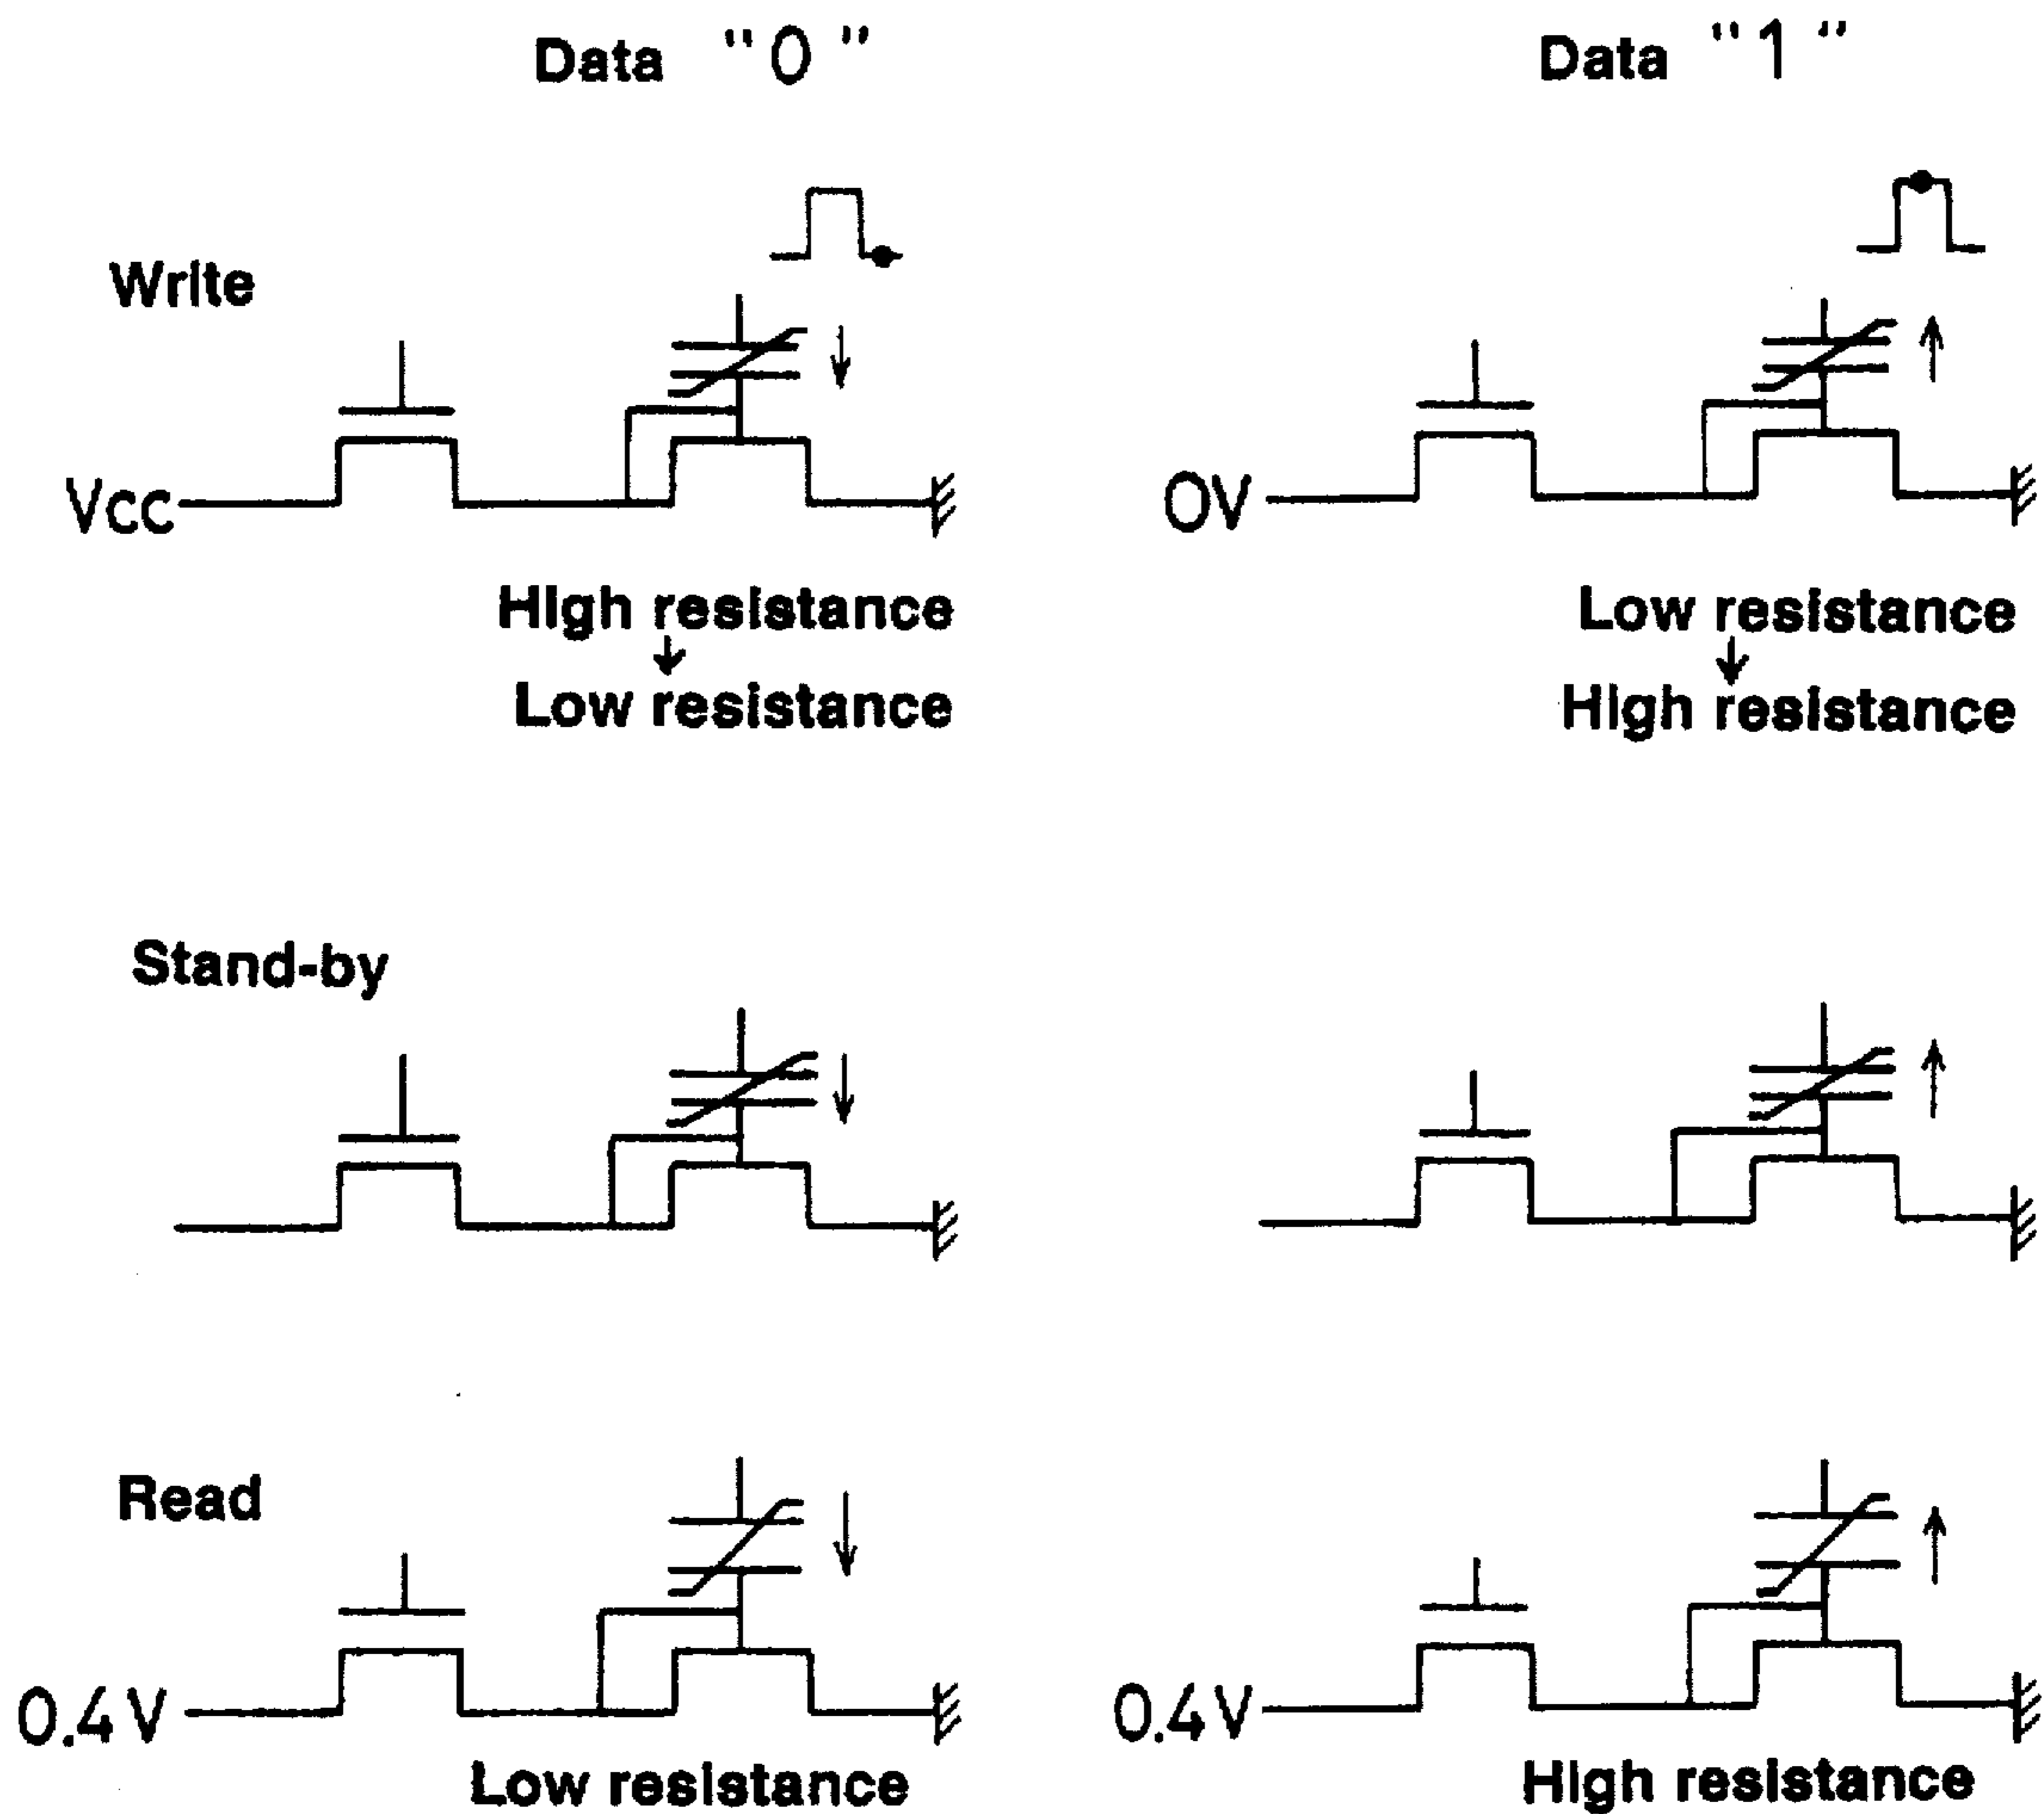 Data "0"
Data "1"
Write
Vcc
0V
High resistance
Low resistance
Low resistance
High resistance
Stand-by
Read
0.4V
0.4V
Low resistance
High resistance